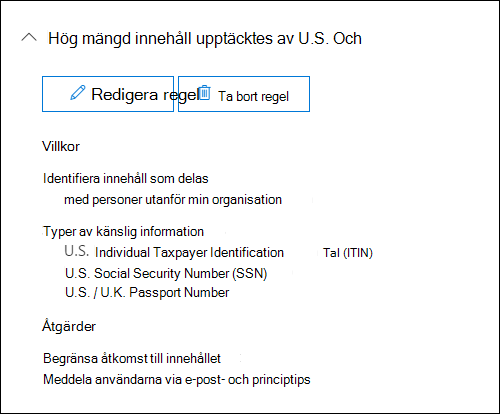 Hög mängd innehåll upptäcktes av U.S. Och
Redigera regel Ta bort regel
Villkor
Identifiera innehåll som delas
med personer utanför min organisation
Typer av känslig information
U.S. Individual Taxpayer Identification Tal (ITIN)
U.S. Social Security Number (SSN)
U.S. / U.K. Passport Number
Åtgärder
Begränsa åtkomst till innehållet
Meddela användarna via e-post- och principtips